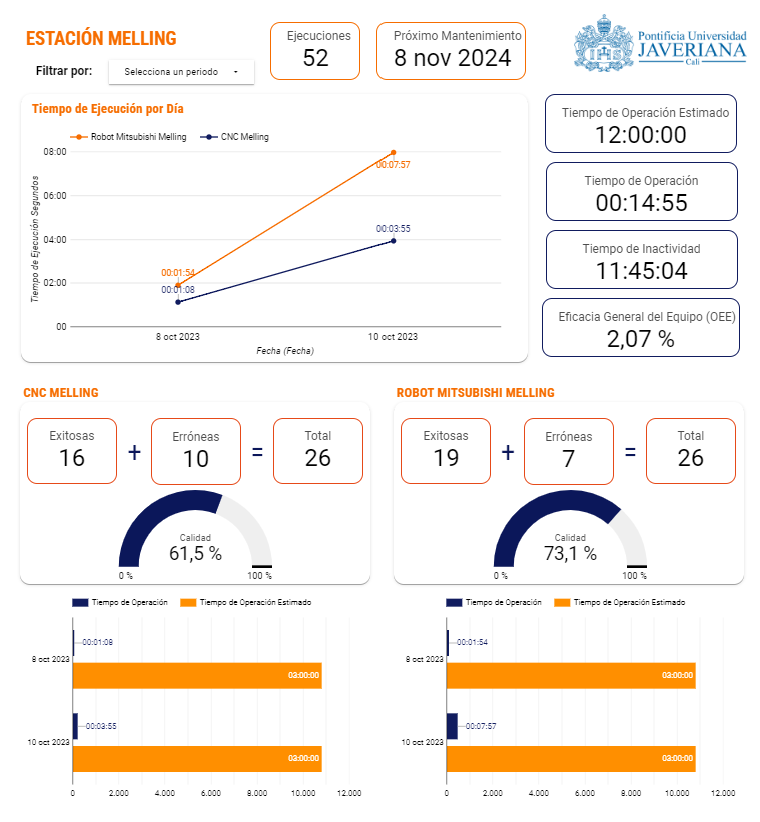 ESTACIÓN MELLING
Filtrar por:
Selecciona un periodo
Ejecuciones
52
Próximo Mantenimiento
8 nov 2024
Pontificia Universidad
JAVERIANA
Cali
Tiempo de Ejecución por Día
Robot Mitsubishi Melling
CNC Melling
Tiempo de Ejecución Segundos
08:00
06:00
04:00
02:00
00
00:01:54
00:01:08
00:07:57
00:03:55
8 oct 2023
10 oct 2023
Fecha (Fecha)
Tiempo de Operación Estimado
12:00:00
Tiempo de Operación
00:14:55
Tiempo de Inactividad
11:45:04
Eficacia General del Equipo (OEE)
2,07 %
CNC MELLING
Exitosas
16
+
Erróneas
10
=
Total
26
Calidad
61,5 %
0 %
100 %
Tiempo de Operación
Tiempo de Operación Estimado
8 oct 2023
00:01:08
03:00:00
10 oct 2023
00:03:55
03:00:00
0 2.000 4.000 6.000 8.000 10.000 12.000
ROBOT MITSUBISHI MELLING
Exitosas
19
+
Erróneas
7
=
Total
26
Calidad
73,1 %
0 %
100 %
Tiempo de Operación
Tiempo de Operación Estimado
8 oct 2023
00:01:54
03:00:00
10 oct 2023
00:07:57
03:00:00
0 2.000 4.000 6.000 8.000 10.000 12.000